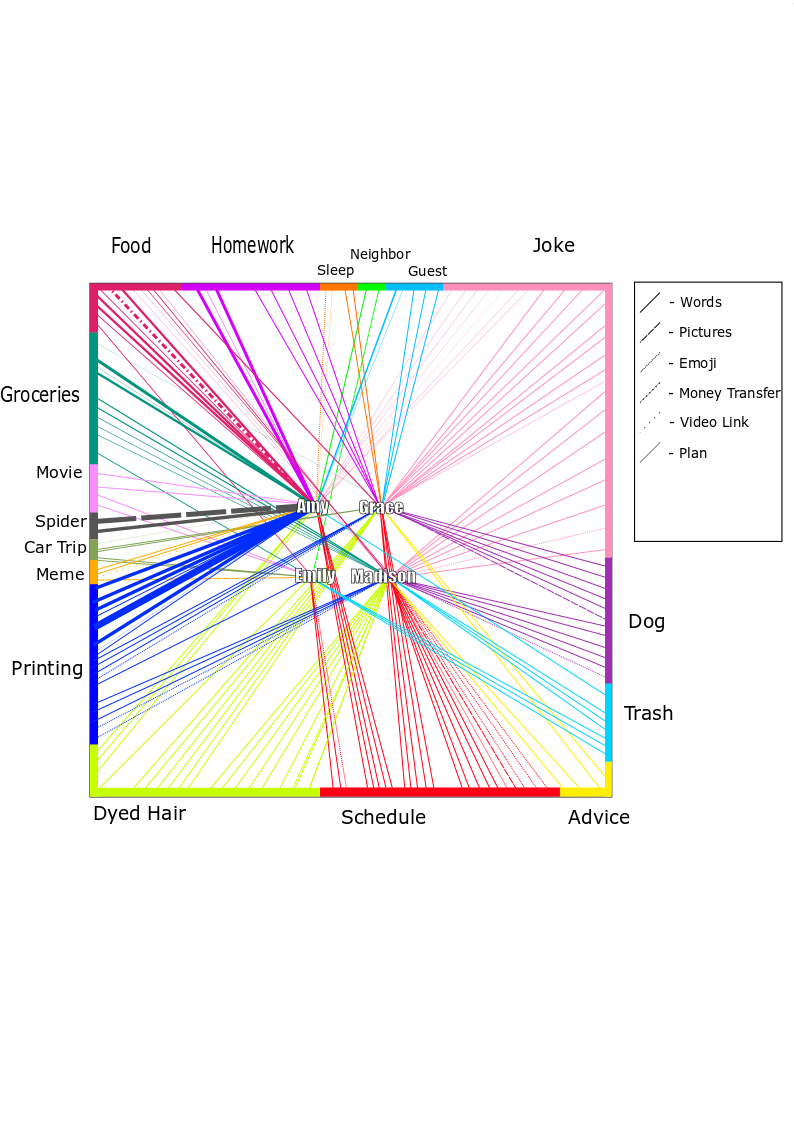 Food
Homework
Sleep
Neighbor
Guest
Joke
- Words
- Pictures
- Emoji
- Money Transfer
- Video Link
- Plan
Groceries
Movie
Spider
Car Trip
Meme
Printing
Amy
Grace
Emily
Madison
Dog
Trash
Dyed Hair
Schedule
Advice